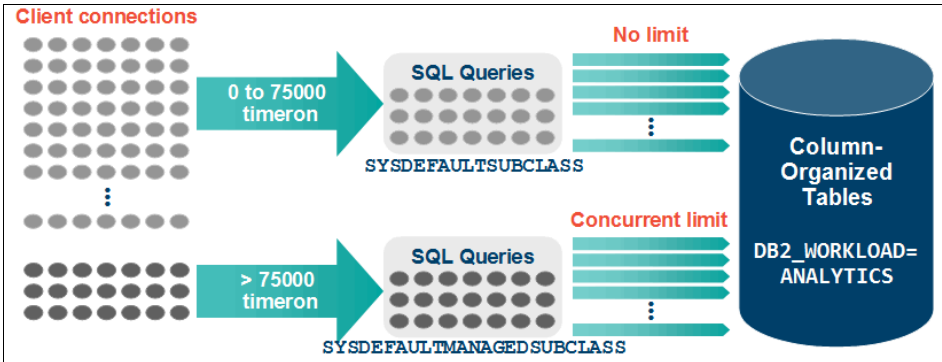 Client connections
0 to 75000
timeron
SQL Queries
SYSDEFAULTSUBCLASS
No limit
> 75000
timeron
SQL Queries
SYSDEFAULTMANAGEDSUBCLASS
Concurrent limit
Column-
Organized
Tables
DB2_WORKLOAD=
ANALYTICS